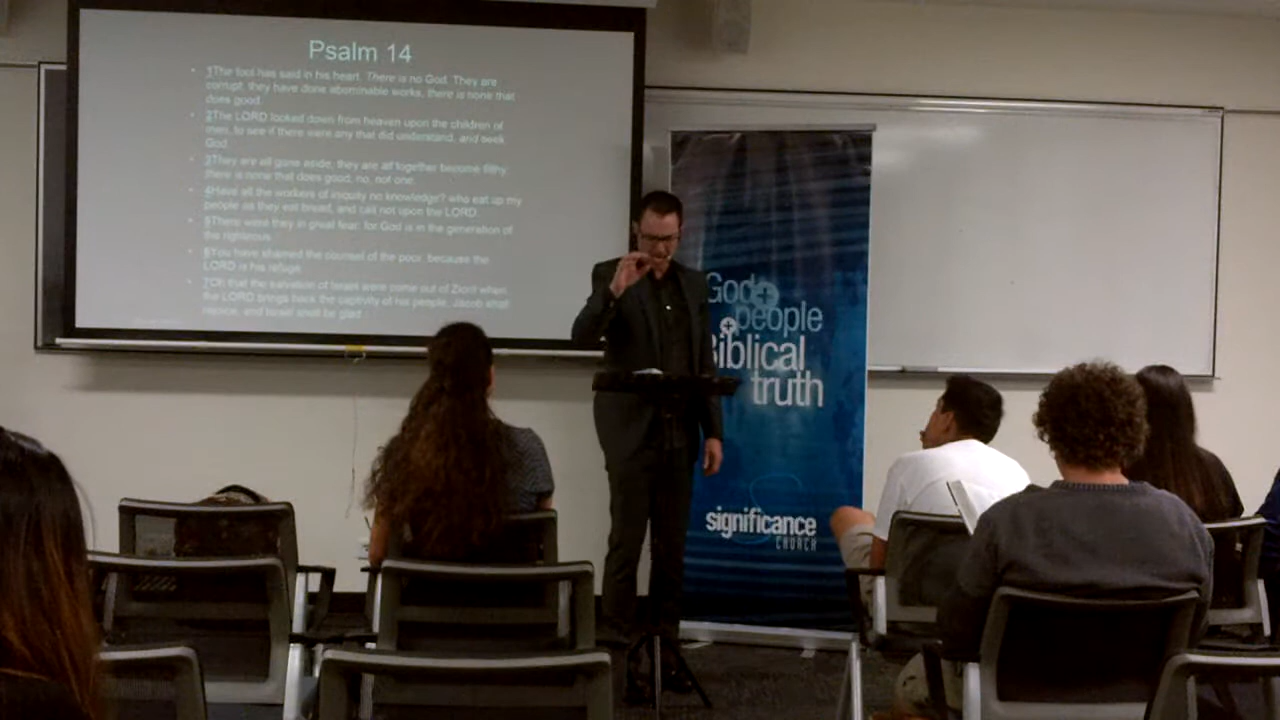 Psalm 14
• 1The fool has said in his heart, There is no God. They are
corrupt, they have done abominable works, there is none that
does good.
• 2The LORD looked down from heaven upon the children of
men, to see if there were any that did understand, and seek
God.
• 3They are all gone aside, they are all together become filthy:
there is none that does good, no, not one.
• 4Have all the workers of iniquity no knowledge? who eat up my
people as they eat bread, and call not upon the LORD.
• 5There were they in great fear: for God is in the generation of
the righteous.
• 6You have shamed the counsel of the poor, because the
LORD is his refuge.
• 7Oh that the salvation of Israel were come out of Zion! when
the LORD brings back the captivity of his people, Jacob shall
rejoice, and Israel shall be glad.
God+
+people
Biblical
truth
significance
CHURCH